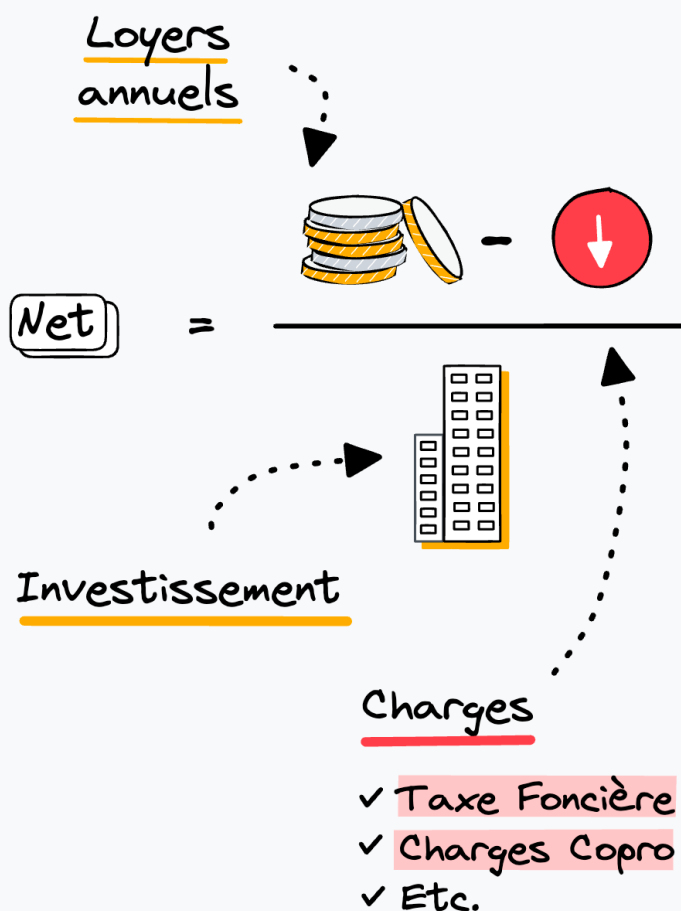 Loyers
annuels
-
Net =
Investissement
Charges
✓ Taxe Foncière
✓ Charges Copro
✓ Etc.